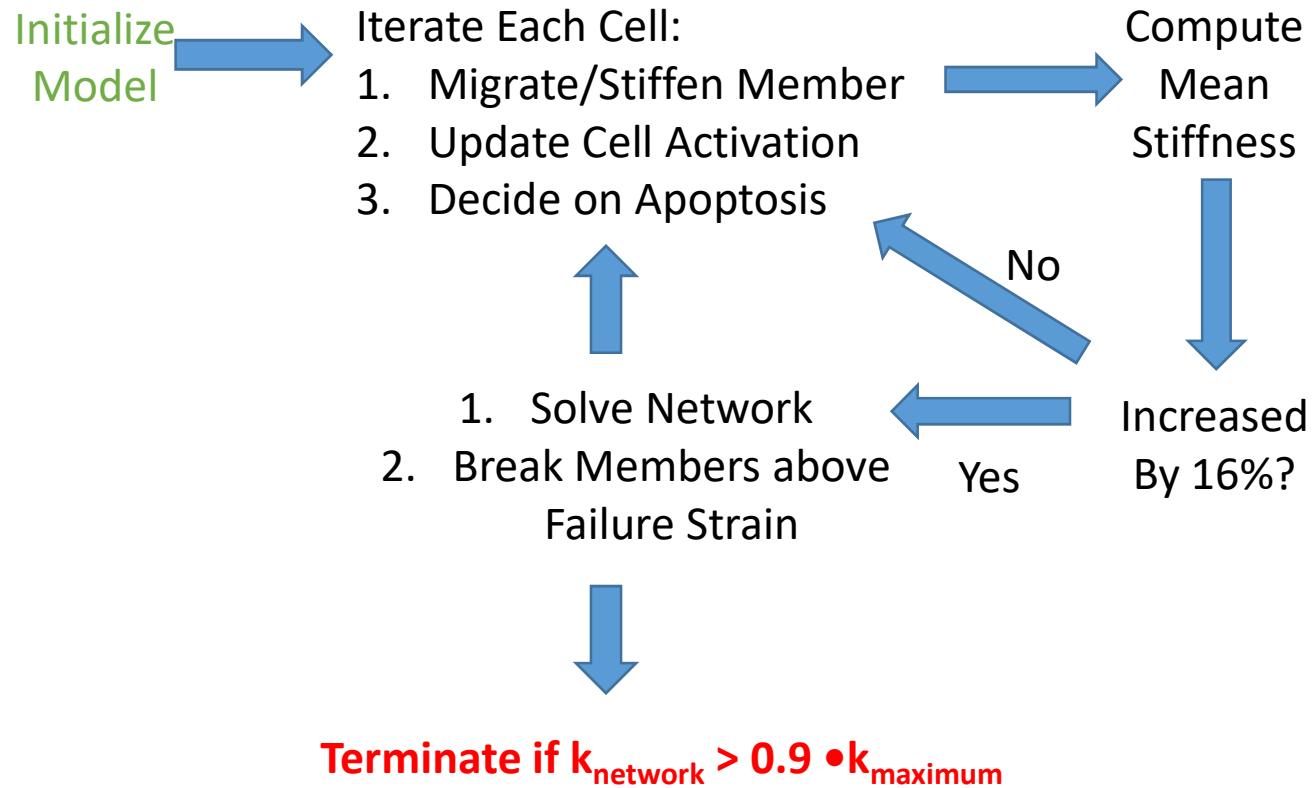 Initialize
Model
Iterate Each Cell:
1. Migrate/Stiffen Member
2. Update Cell Activation
3. Decide on Apoptosis
Compute
Mean
Stiffness
No
Increased
By 16%?
Yes
1. Solve Network
2. Break Members above
Failure Strain
Terminate if k_network > 0.9 •k_maximum